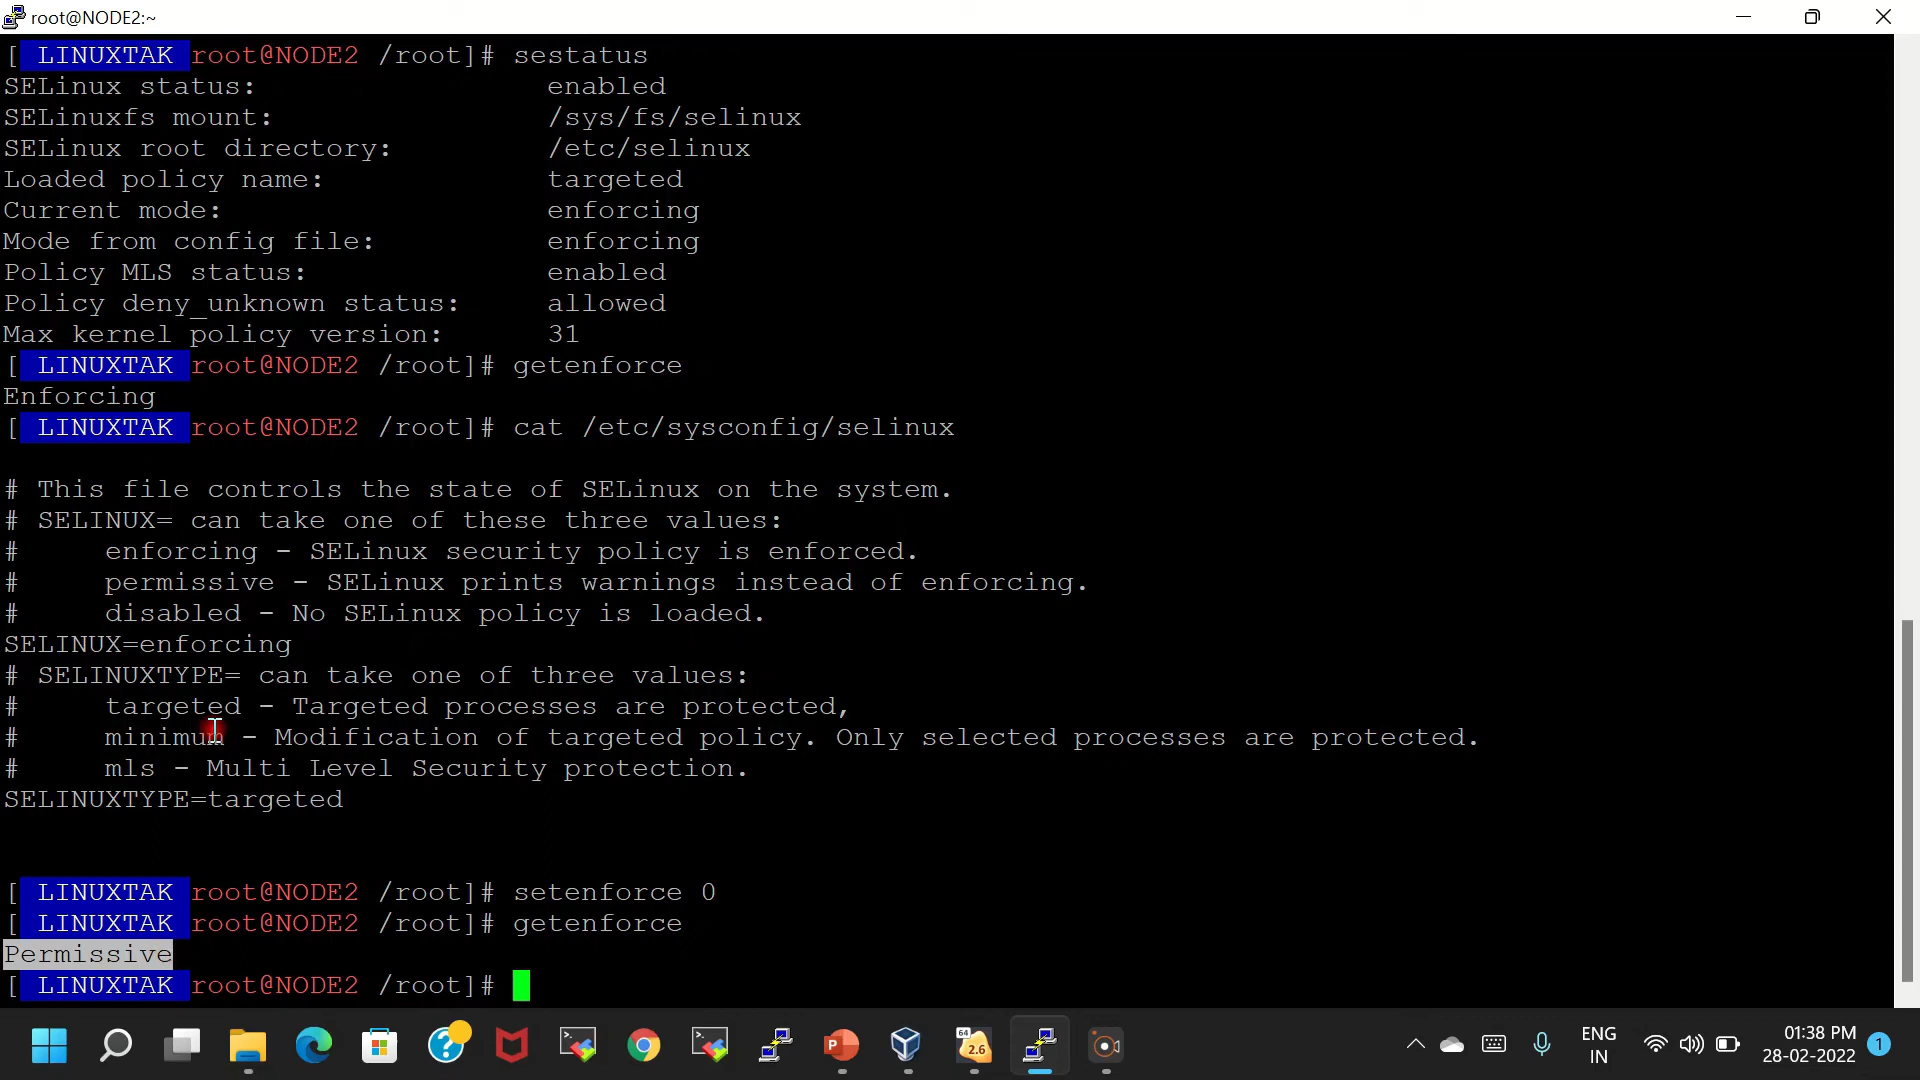 root@NODE2:~
[ LINUXTAK root@NODE2 /root]# sestatus
SELinux status: enabled
SELinuxfs mount: /sys/fs/selinux
SELinux root directory: /etc/selinux
Loaded policy name: targeted
Current mode: enforcing
Mode from config file: enforcing
Policy MLS status: enabled
Policy deny_unknown status: allowed
Max kernel policy version: 31
[ LINUXTAK root@NODE2 /root]# getenforce
Enforcing
[ LINUXTAK root@NODE2 /root]# cat /etc/sysconfig/selinux
# This file controls the state of SELinux on the system.
# SELINUX= can take one of these three values:
# enforcing - SELinux security policy is enforced.
# permissive - SELinux prints warnings instead of enforcing.
# disabled - No SELinux policy is loaded.
SELINUX=enforcing
# SELINUXTYPE= can take one of three values:
# targeted - Targeted processes are protected,
# minimum - Modification of targeted policy. Only selected processes are protected.
# mls - Multi Level Security protection.
SELINUXTYPE=targeted
[ LINUXTAK root@NODE2 /root]# setenforce 0
[ LINUXTAK root@NODE2 /root]# getenforce
Permissive
[ LINUXTAK root@NODE2 /root]#
64
2.6
ENG
IN
01:38 PM
28-02-2022
1